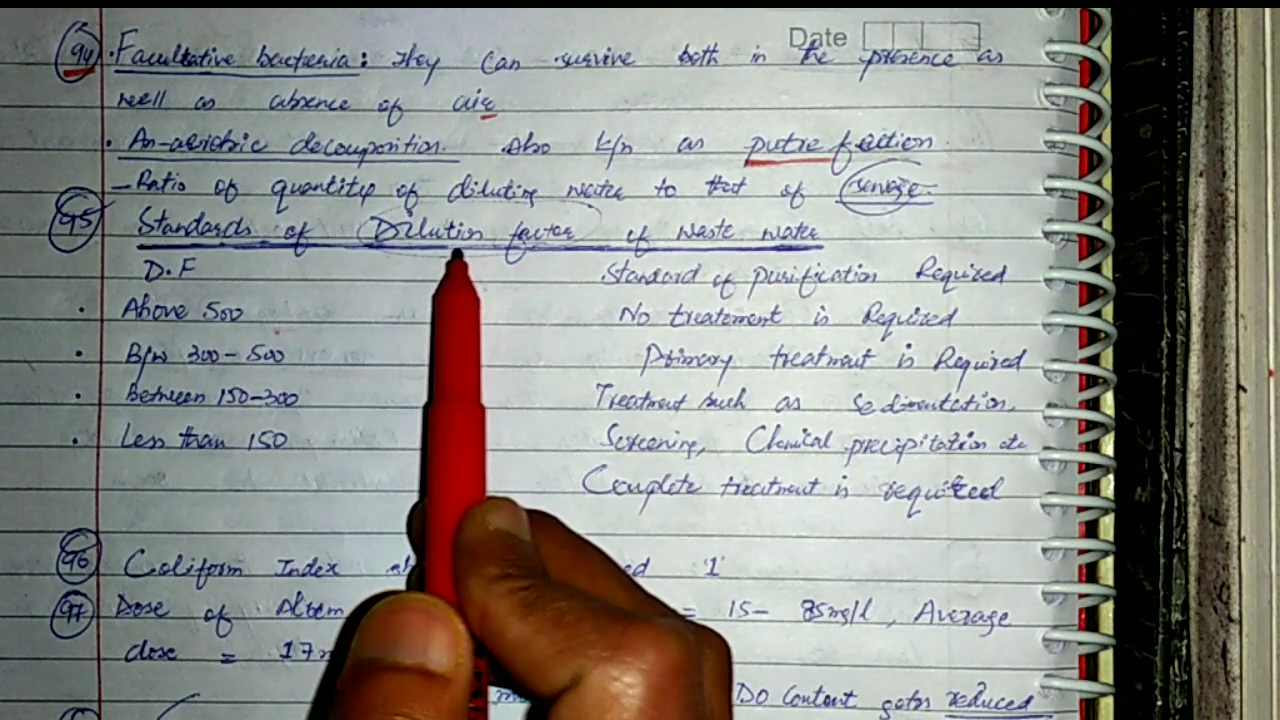 Date
94 • Facultative bacteria: they can survive both in the presence as
well as absence of air
• An-aerobic decomposition. Also k/n as putrefaction.
— Ratio of quantity of diluting water to that of sewage.
95 Standards of Dilution factor of waste water
D.F Standard of purification Required
• Above 500 No treatement is Required
• B/w 300-500 Primary treatment is Required
• Between 150-300 Treatment such as Sedimentation,
• Less than 150 Screening, Chemical precipitation etc
Complete treatment is required
96 Coliform Index ed 1
97 Dose of = 15- 85mg/l, Average
dose = 17
DO Content gets reduced